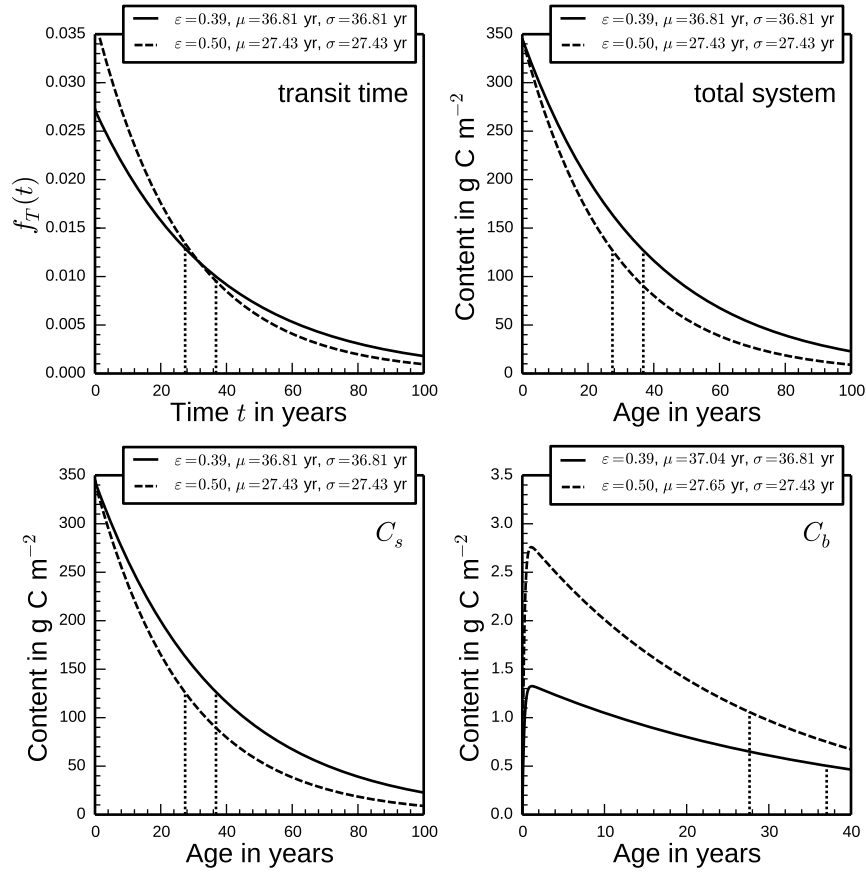 ε=0.39, μ=36.81 yr, σ=36.81 yr
ε=0.50, μ=27.43 yr, σ=27.43 yr
transit time
f_T(t)
0.035
0.030
0.025
0.020
0.015
0.010
0.005
0.000
0 20 40 60 80 100
Time t in years
ε=0.39, μ=36.81 yr, σ=36.81 yr
ε=0.50, μ=27.43 yr, σ=27.43 yr
total system
Content in g C m⁻²
350
300
250
200
150
100
50
0
0 20 40 60 80 100
Age in years
ε=0.39, μ=36.81 yr, σ=36.81 yr
ε=0.50, μ=27.43 yr, σ=27.43 yr
C_s
Content in g C m⁻²
350
300
250
200
150
100
50
0
0 20 40 60 80 100
Age in years
ε=0.39, μ=37.04 yr, σ=36.81 yr
ε=0.50, μ=27.65 yr, σ=27.43 yr
C_b
Content in g C m⁻²
3.5
3.0
2.5
2.0
1.5
1.0
0.5
0.0
0 10 20 30 40
Age in years